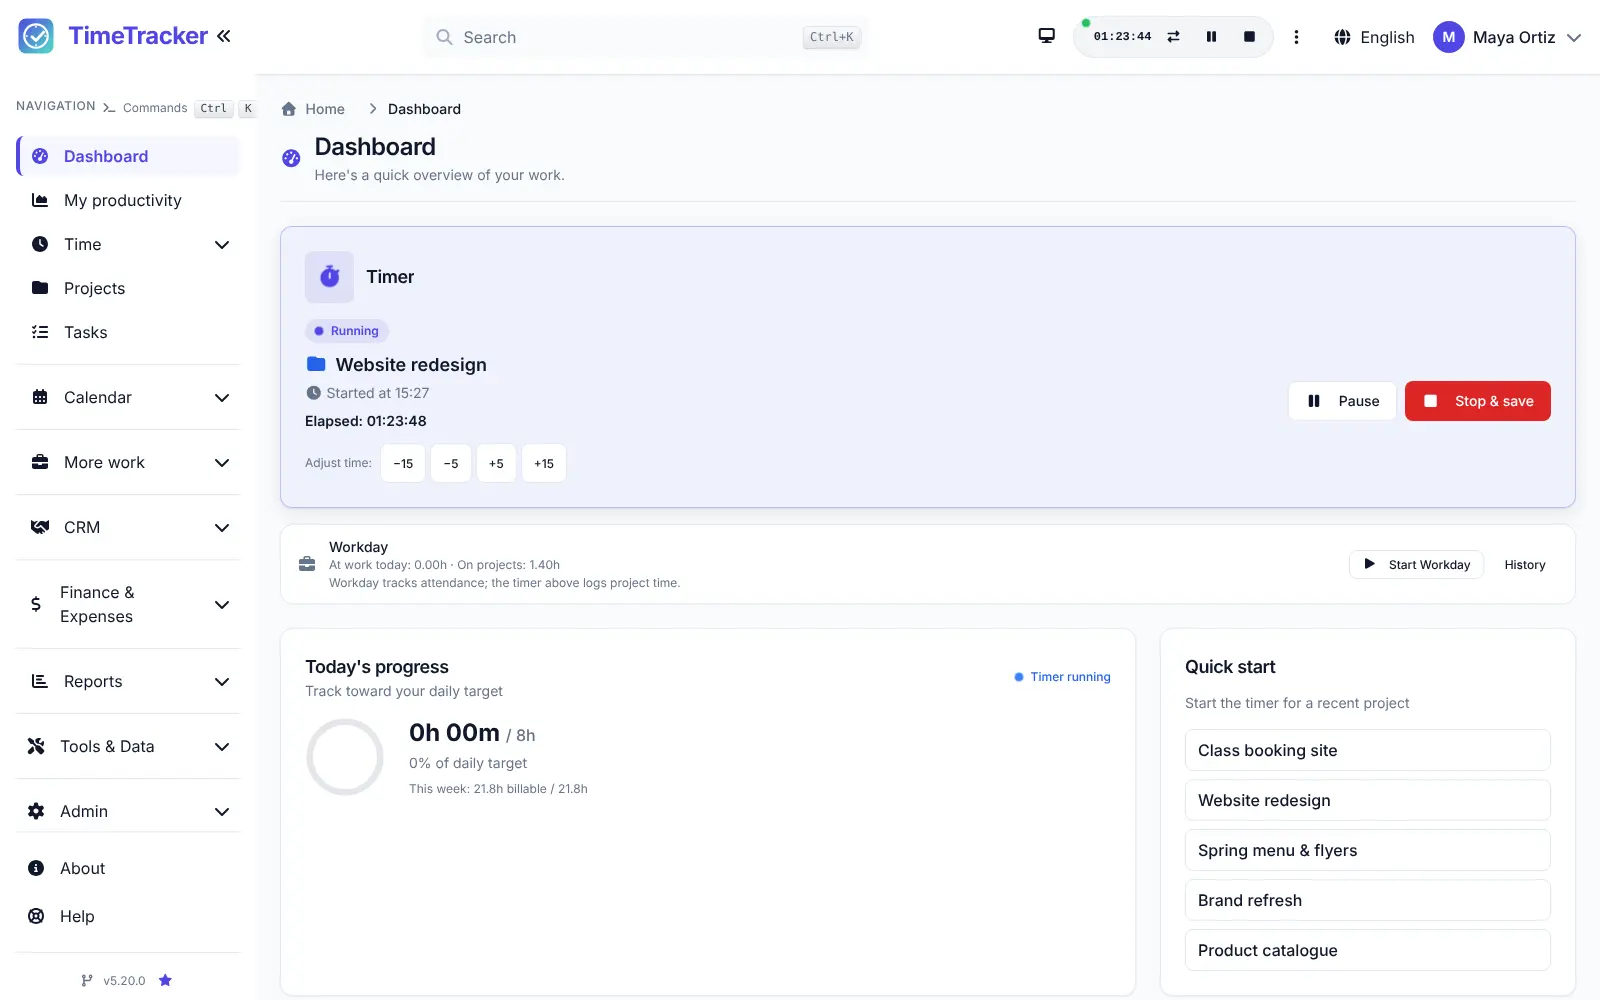 TimeTracker
Search
Ctrl+K
01:23:44
English
M
Maya Ortiz
NAVIGATION
Commands
Ctrl
K
Dashboard
My productivity
Time
Projects
Tasks
Calendar
More work
CRM
Finance &
Expenses
Reports
Tools & Data
Admin
About
Help
v5.20.0
Home
Dashboard
Dashboard
Here's a quick overview of your work.
Timer
Running
Website redesign
Started at 15:27
Elapsed: 01:23:48
Adjust time:
−15
−5
+5
+15
Pause
Stop & save
Workday
At work today: 0.00h · On projects: 1.40h
Workday tracks attendance; the timer above logs project time.
Start Workday
History
Today's progress
Track toward your daily target
Timer running
0h 00m / 8h
0% of daily target
This week: 21.8h billable / 21.8h
Quick start
Start the timer for a recent project
Class booking site
Website redesign
Spring menu & flyers
Brand refresh
Product catalogue